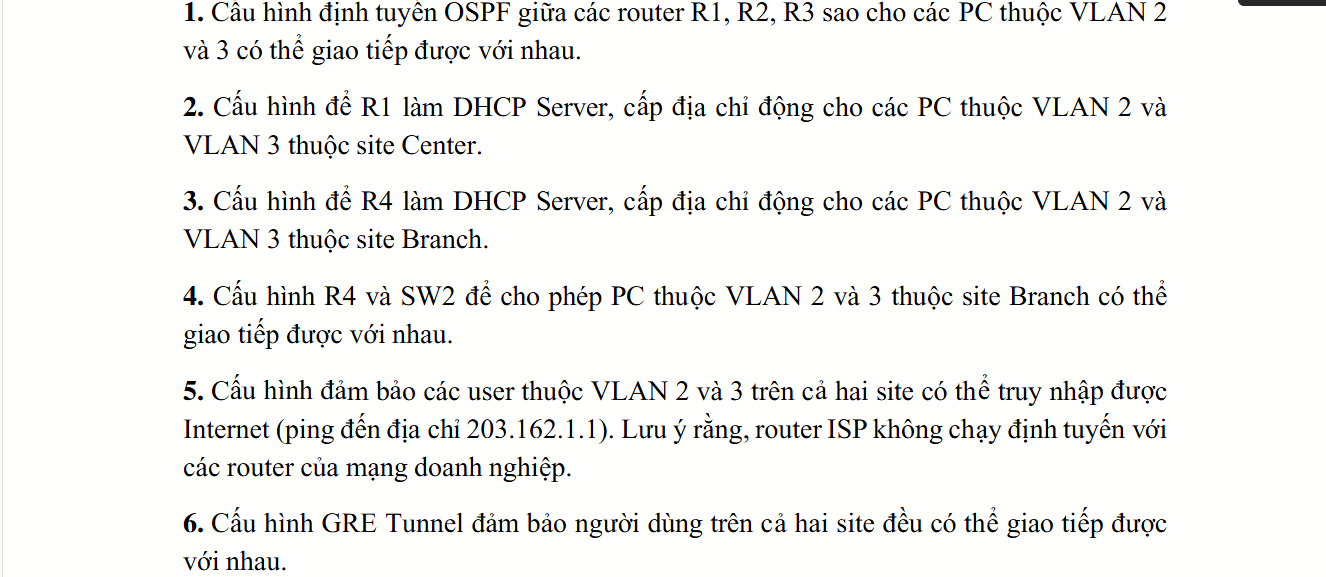 1. Cấu hình định tuyến OSPF giữa các router R1, R2, R3 sao cho các PC thuộc VLAN 2
và 3 có thể giao tiếp được với nhau.
2. Cấu hình để R1 làm DHCP Server, cấp địa chỉ động cho các PC thuộc VLAN 2 và
VLAN 3 thuộc site Center.
3. Cấu hình để R4 làm DHCP Server, cấp địa chỉ động cho các PC thuộc VLAN 2 và
VLAN 3 thuộc site Branch.
4. Cấu hình R4 và SW2 để cho phép PC thuộc VLAN 2 và 3 thuộc site Branch có thể
giao tiếp được với nhau.
5. Cấu hình đảm bảo các user thuộc VLAN 2 và 3 trên cả hai site có thể truy nhập được
Internet (ping đến địa chỉ 203.162.1.1). Lưu ý rằng, router ISP không chạy định tuyến với
các router của mạng doanh nghiệp.
6. Cấu hình GRE Tunnel đảm bảo người dùng trên cả hai site đều có thể giao tiếp được
với nhau.